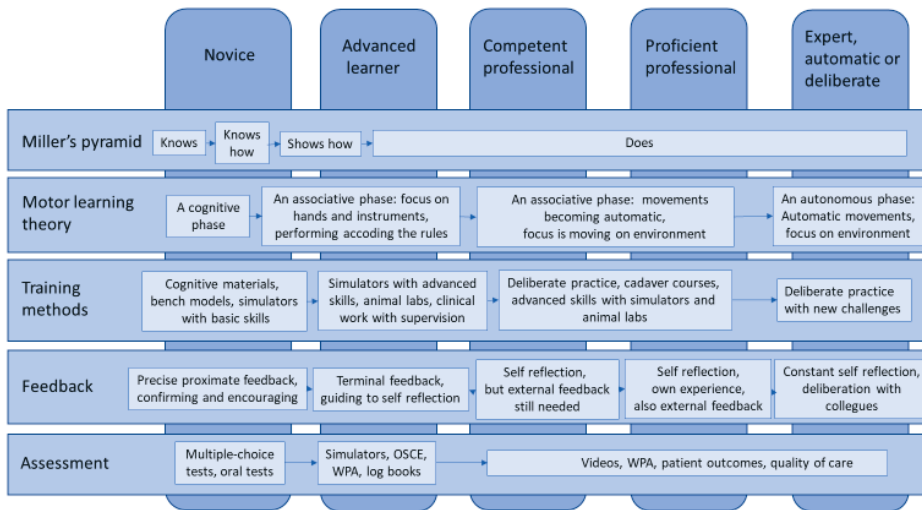 Novice
Advanced
learner
Competent
professional
Proficient
professional
Expert,
automatic or
deliberate
Miller's pyramid
Knows
Knows
how
Shows how
Does
Motor learning
theory
A cognitive
phase
An associative phase: focus on
hands and instruments,
performing accoding the rules
An associative phase: movements
becoming automatic,
focus is moving on environment
An autonomous phase:
Automatic movements,
focus on environment
Training
methods
Cognitive materials,
bench models, simulators
with basic skills
Simulators with advanced
skills, animal labs, clinical
work with supervision
Deliberate practice, cadaver courses,
advanced skills with simulators and
animal labs
Deliberate practice
with new challenges
Feedback
Precise proximate feedback,
confirming and encouraging
Terminal feedback,
guiding to self reflection
Self reflection,
but external feedback
still needed
Self reflection,
own experience,
also external feedback
Constant self reflection,
deliberation with
collegues
Assessment
Multiple-choice
tests, oral tests
Simulators, OSCE,
WPA, log books
Videos, WPA, patient outcomes, quality of care